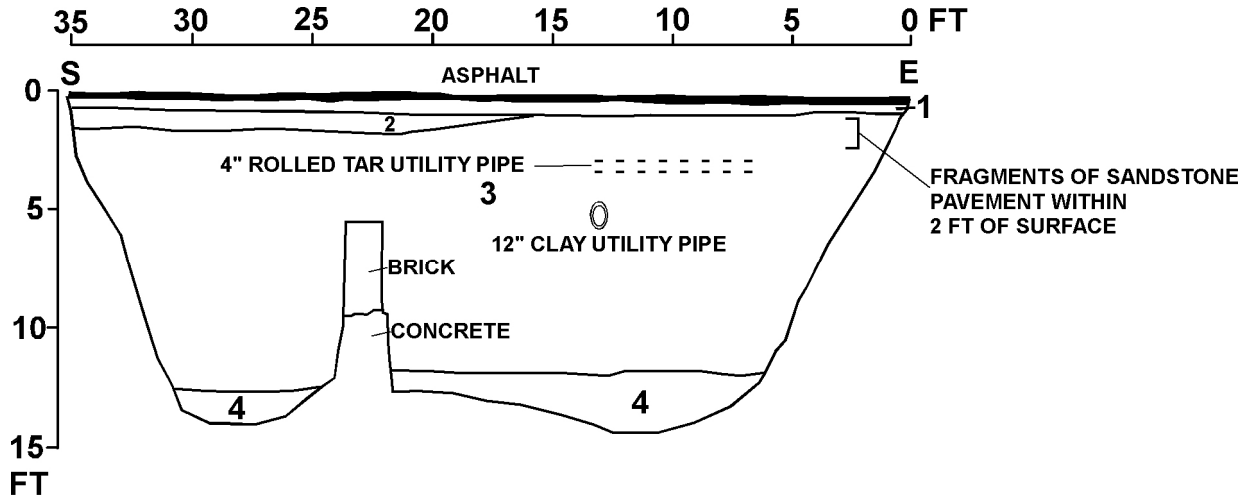 35 30 25 20 15 10 5 0 FT
S ASPHALT E
0
1
2
4" ROLLED TAR UTILITY PIPE
3
FRAGMENTS OF SANDSTONE
PAVEMENT WITHIN
2 FT OF SURFACE
5
12" CLAY UTILITY PIPE
BRICK
10
CONCRETE
4 4
15
FT